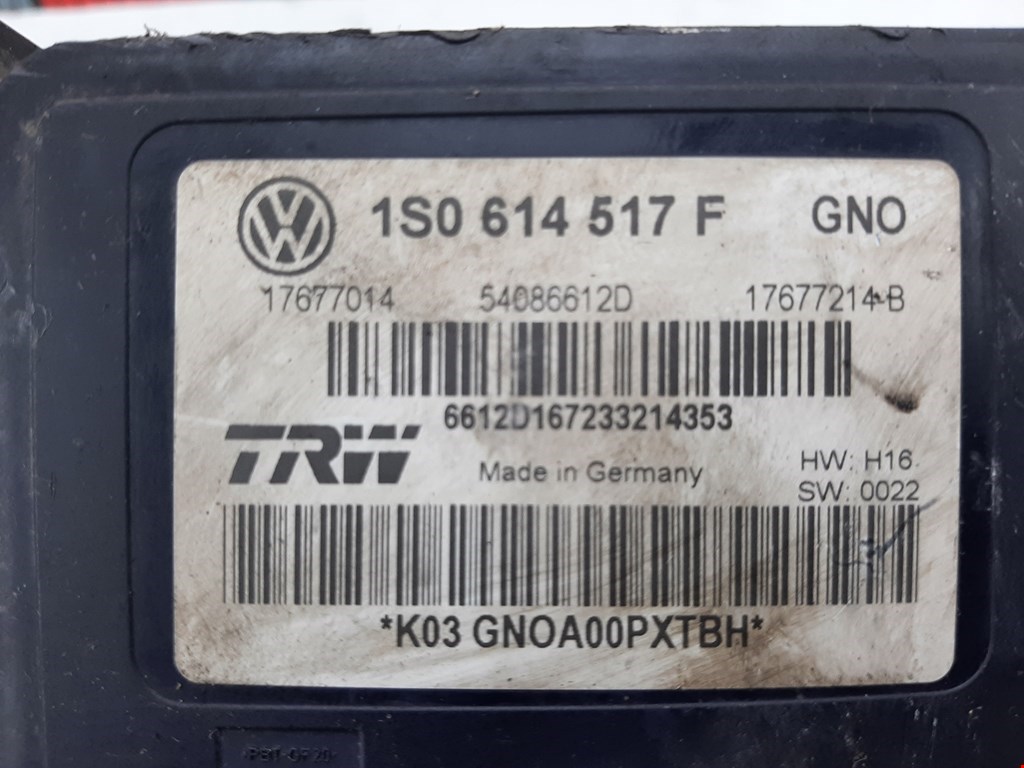 1S0 614 517 F GNO
17677014 54086612D 17677214-B
6612D167233214353
TRW
Made in Germany
HW: H16
SW: 0022
*K03 GNOA00PXTBH*